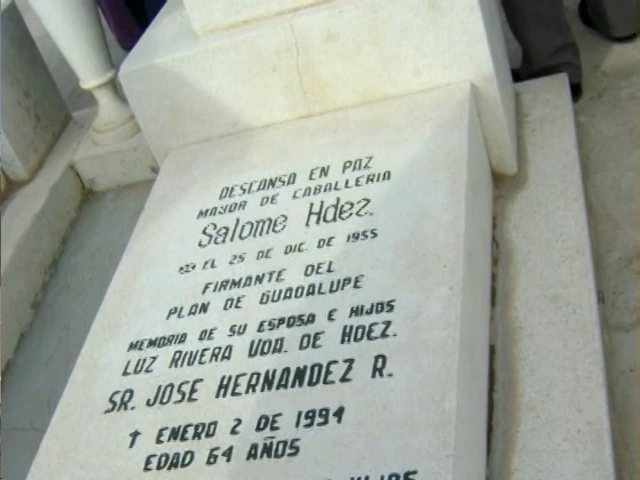 DESCANSA EN PAZ
MAYOR DE CABALLERIA
Salome Hdez.
EL 25 DE DIC. DE 1955
FIRMANTE DEL
PLAN DE GUADALUPE
MEMORIA DE SU ESPOSA E HIJOS
LUZ RIVERA VDA. DE HDEZ.
SR. JOSE HERNANDEZ R.
† ENERO 2 DE 1994
EDAD 64 AÑOS
HIJOS